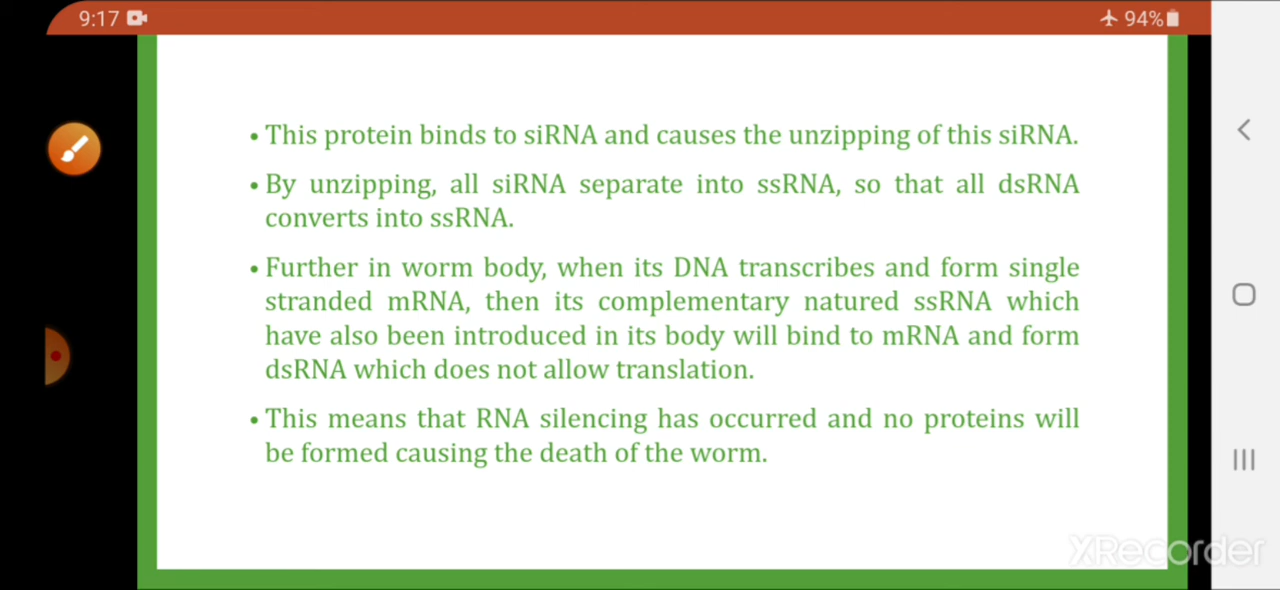 9:17
94%
• This protein binds to siRNA and causes the unzipping of this siRNA.
• By unzipping, all siRNA separate into ssRNA, so that all dsRNA
converts into ssRNA.
• Further in worm body, when its DNA transcribes and form single
stranded mRNA, then its complementary natured ssRNA which
have also been introduced in its body will bind to mRNA and form
dsRNA which does not allow translation.
• This means that RNA silencing has occurred and no proteins will
be formed causing the death of the worm.
XRecorder